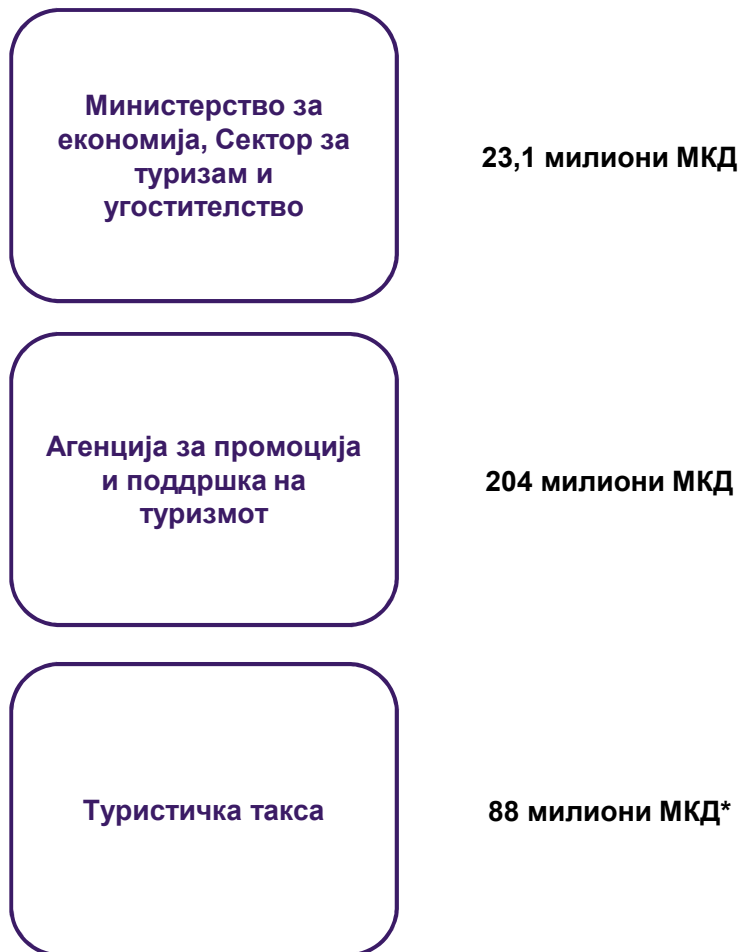 Министерство за
економија, Сектор за
туризам и
угостителство
23,1 милиони МКД
Агенција за промоција
и поддршка на
туризмот
204 милиони МКД
Туристичка такса
88 милиони МКД*